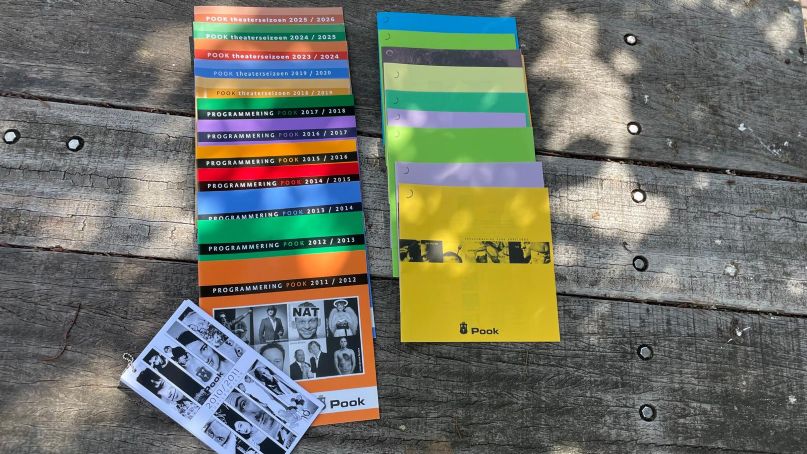 POOK theaterseizoen 2025 / 2026
POOK theaterseizoen 2024 / 2025
POOK theaterseizoen 2023 / 2024
POOK theaterseizoen 2019 / 2020
POOK theaterseizoen 2018 / 2019
PROGRAMMERING POOK 2017 / 2018
PROGRAMMERING POOK 2016 / 2017
PROGRAMMERING POOK 2015 / 2016
PROGRAMMERING POOK 2014 / 2015
PROGRAMMERING POOK 2013 / 2014
PROGRAMMERING POOK 2012 / 2013
PROGRAMMERING POOK 2011 / 2012
NAT
Pook
Pook
2010/2011
Pook